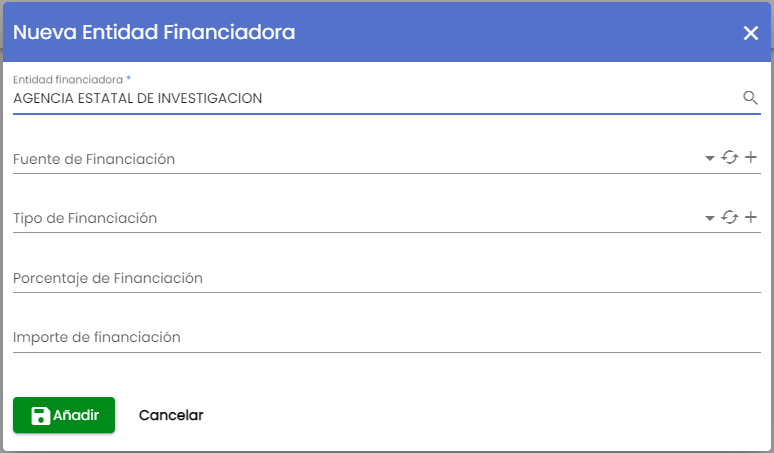 Nueva Entidad Financiadora
Entidad financiadora *
AGENCIA ESTATAL DE INVESTIGACION
Fuente de Financiación
Tipo de Financiación
Porcentaje de Financiación
Importe de financiación
Añadir Cancelar